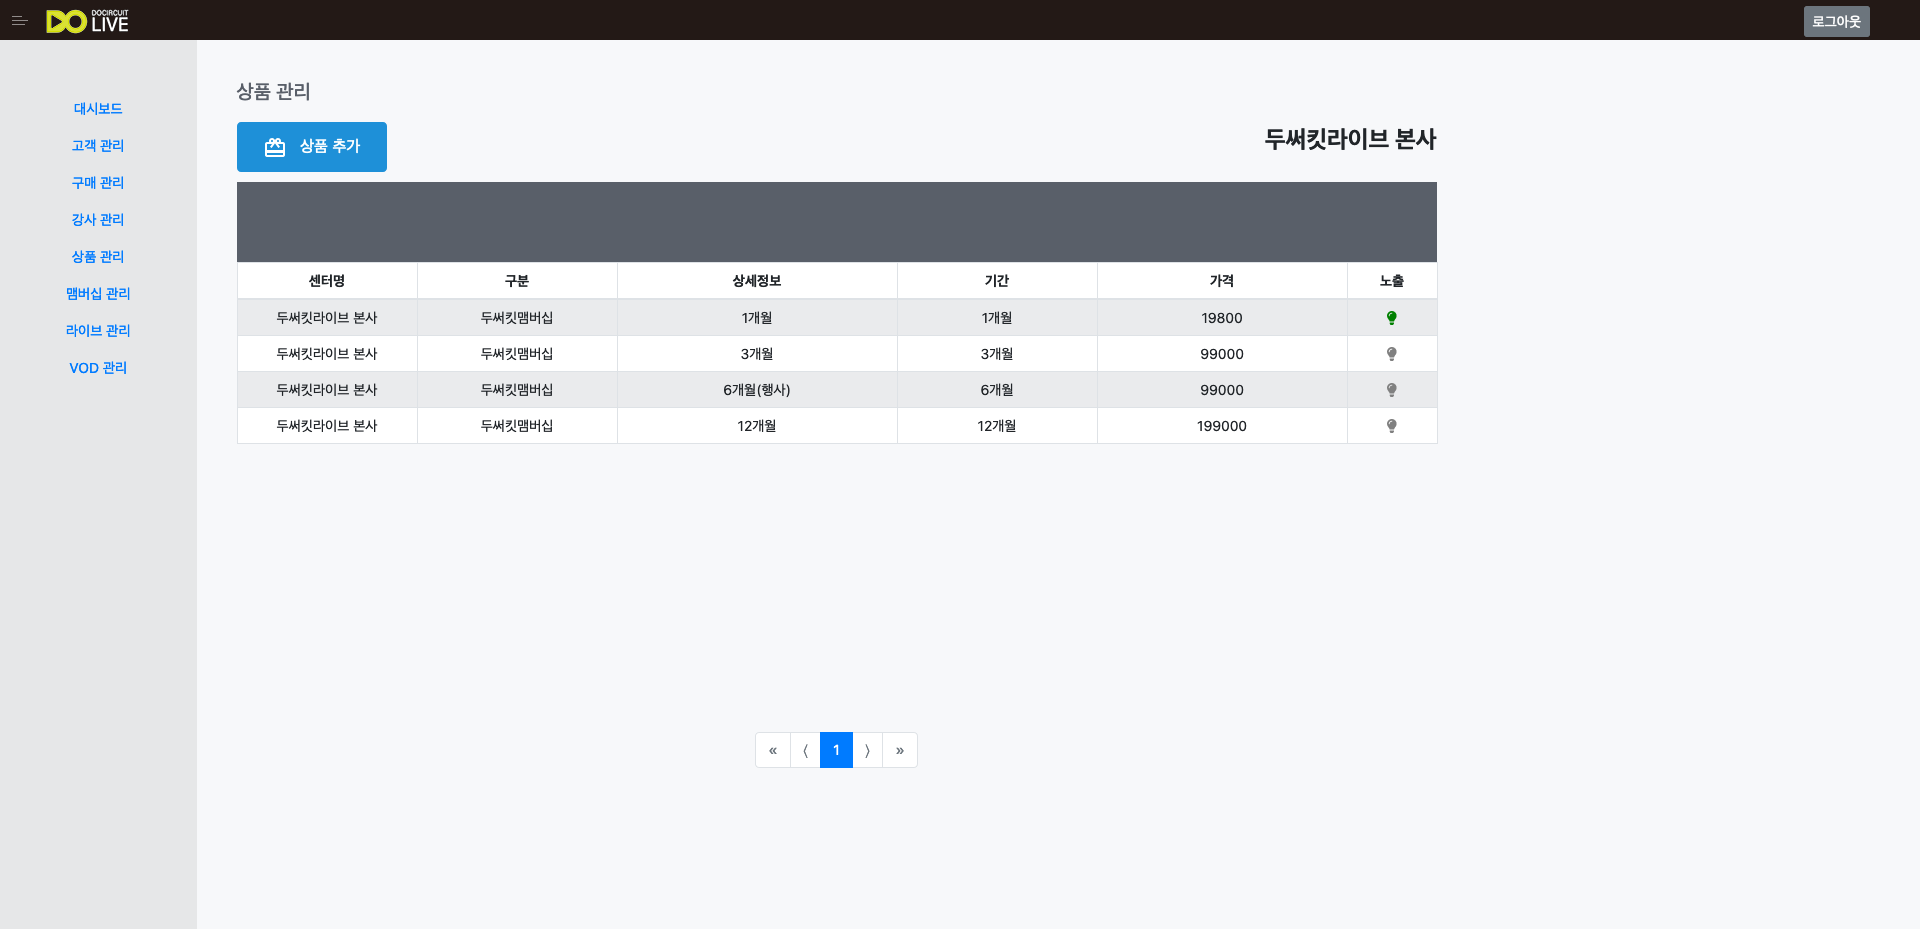 DO DOCIRCUIT LIVE
로그아웃
대시보드
고객 관리
구매 관리
강사 관리
상품 관리
맴버십 관리
라이브 관리
VOD 관리
상품 관리
상품 추가
두써킷라이브 본사
센터명 구분 상세정보 기간 가격 노출
두써킷라이브 본사 두써킷맴버십 1개월 1개월 19800
두써킷라이브 본사 두써킷맴버십 3개월 3개월 99000
두써킷라이브 본사 두써킷맴버십 6개월(행사) 6개월 99000
두써킷라이브 본사 두써킷맴버십 12개월 12개월 199000
« ⟨ 1 ⟩ »